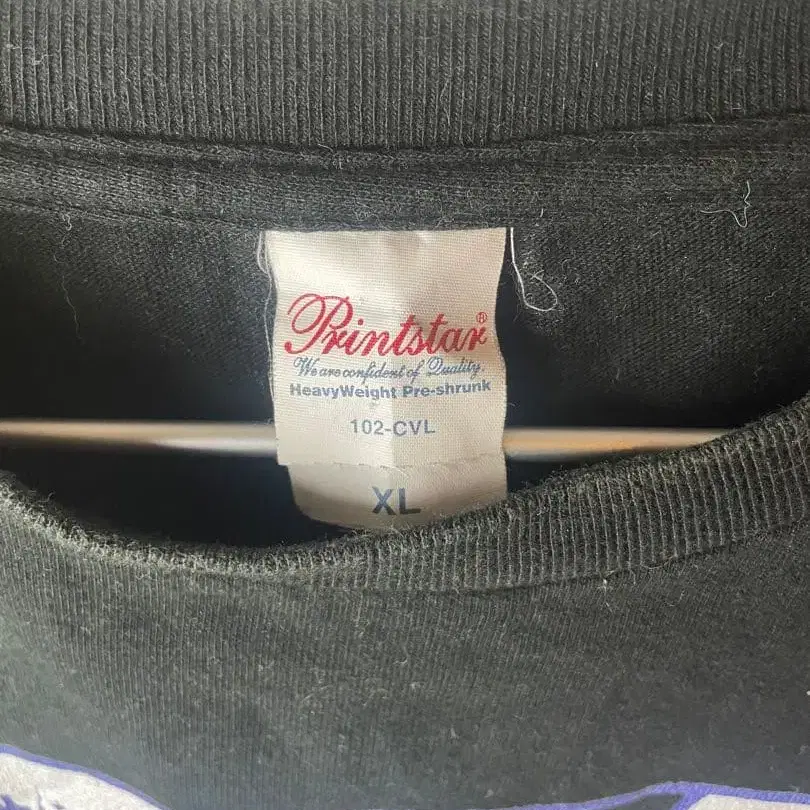 Printstar®
We are confident of Quality.
HeavyWeight Pre-shrunk
102-CVL
XL